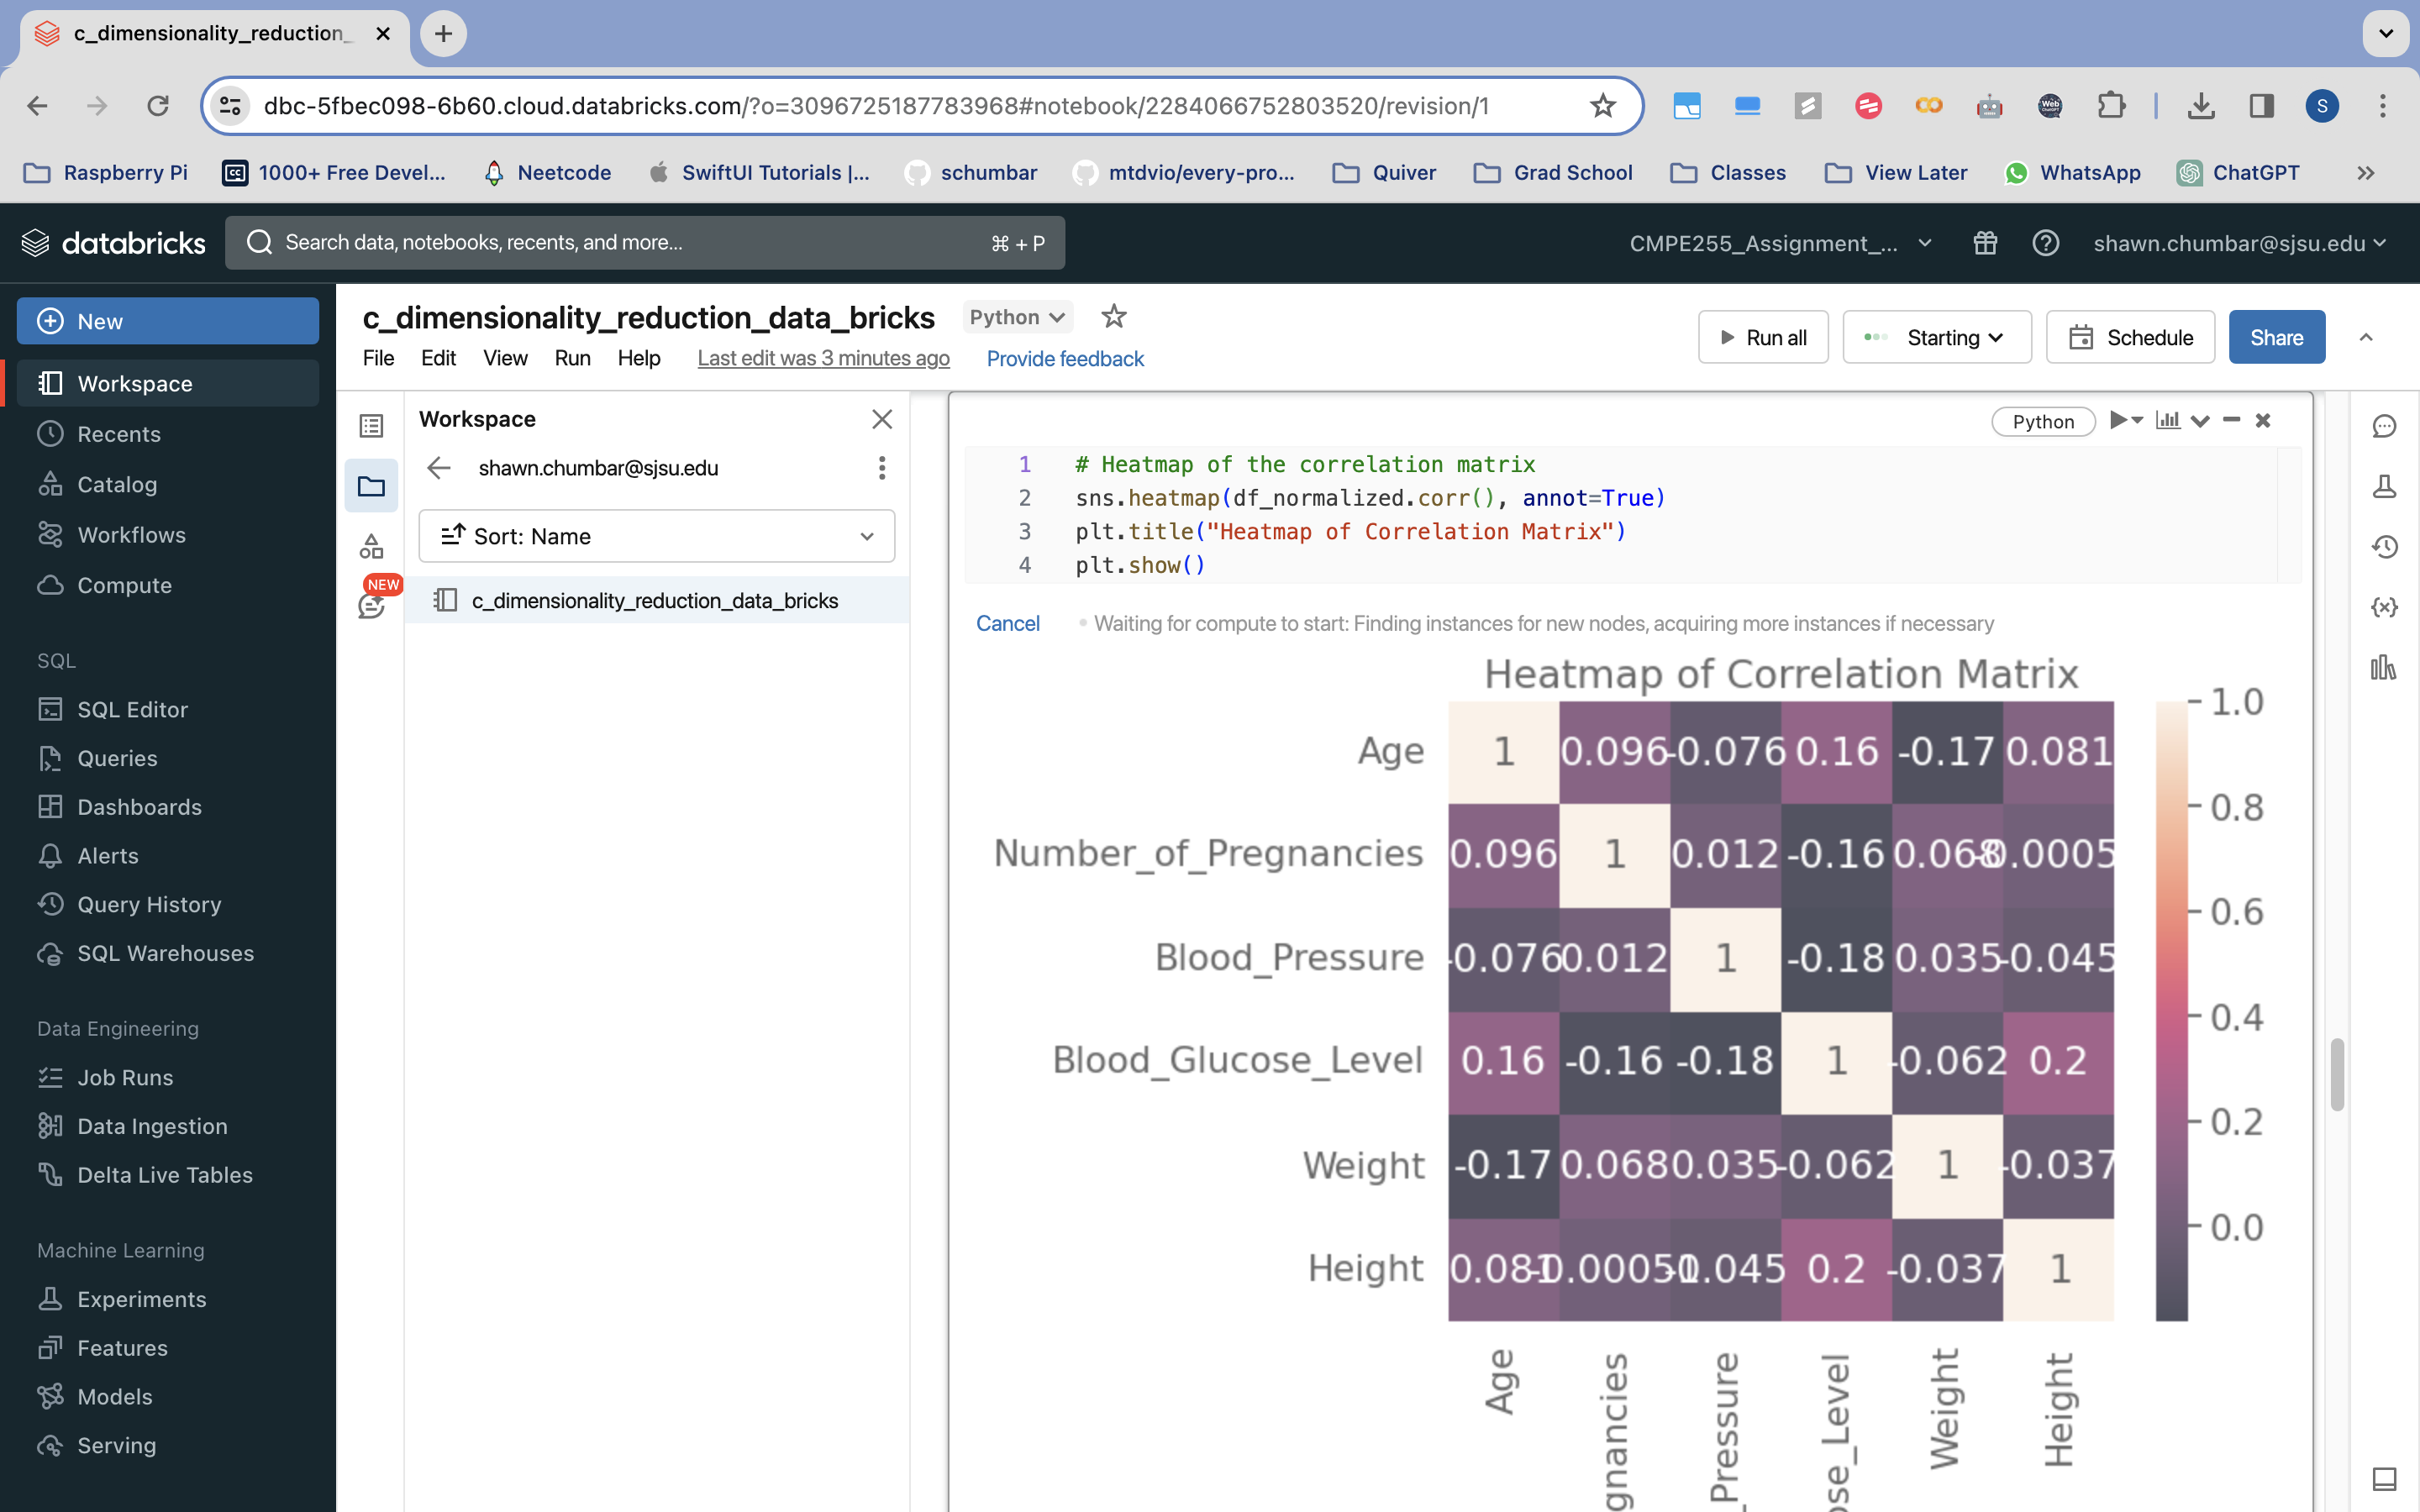 c_dimensionality_reduction_
dbc-5fbec098-6b60.cloud.databricks.com/?o=3096725187783968#notebook/2284066752803520/revision/1
S
Raspberry Pi
1000+ Free Devel...
Neetcode
SwiftUI Tutorials |...
schumbar
mtdvio/every-pro...
Quiver
Grad School
Classes
View Later
WhatsApp
ChatGPT
databricks
Search data, notebooks, recents, and more...
⌘ + P
CMPE255_Assignment_...
shawn.chumbar@sjsu.edu
New
Workspace
Recents
Catalog
Workflows
Compute
SQL
SQL Editor
Queries
Dashboards
Alerts
Query History
SQL Warehouses
Data Engineering
Job Runs
Data Ingestion
Delta Live Tables
Machine Learning
Experiments
Features
Models
Serving
c_dimensionality_reduction_data_bricks
Python
File Edit View Run Help Last edit was 3 minutes ago Provide feedback
Run all
Starting
Schedule
Share
NEW
Workspace
shawn.chumbar@sjsu.edu
Sort: Name
c_dimensionality_reduction_data_bricks
Python
1 # Heatmap of the correlation matrix
2 sns.heatmap(df_normalized.corr(), annot=True)
3 plt.title("Heatmap of Correlation Matrix")
4 plt.show()
Cancel
Waiting for compute to start: Finding instances for new nodes, acquiring more instances if necessary
Heatmap of Correlation Matrix
Age 1 0.096 -0.076 0.16 -0.17 0.081
Number_of_Pregnancies 0.096 1 0.012 -0.16 0.068
Blood_Pressure -0.076 0.012 1 -0.18 0.035 -0.045
Blood_Glucose_Level 0.16 -0.16 -0.18 1 -0.062 0.2
Weight -0.17 0.068 0.035 -0.062 1 -0.037
Height 0.081 -0.00051 -0.045 0.2 -0.037 1
1.0
0.8
0.6
0.4
0.2
0.0
Age
gnancies
_Pressure
ose_Level
Weight
Height